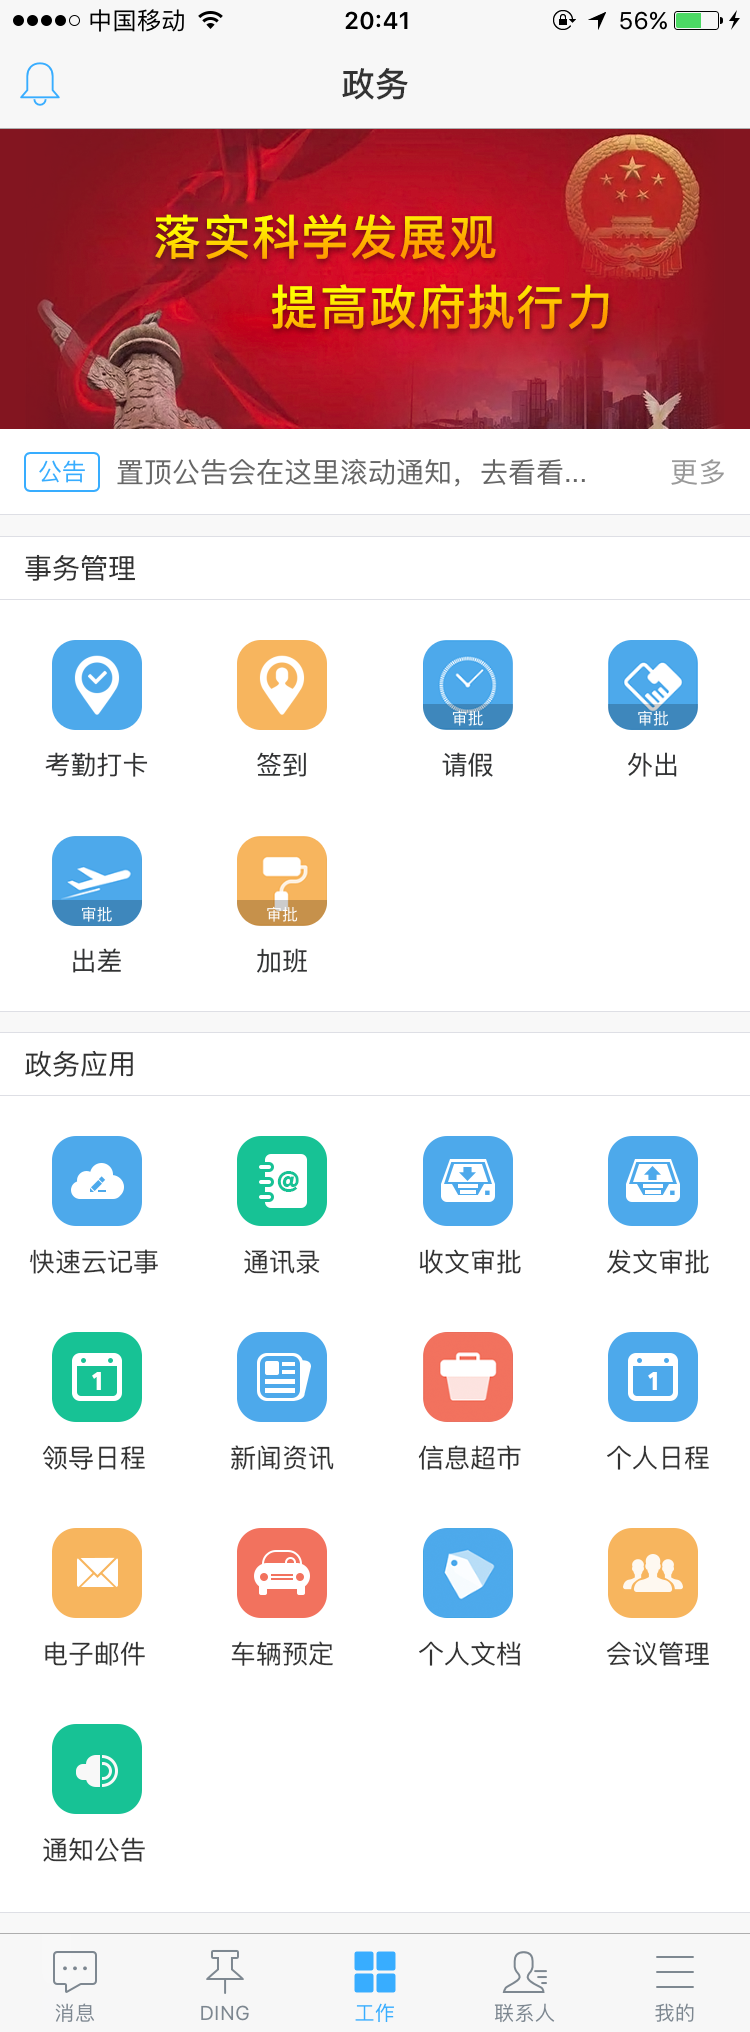 中国移动
20:41
56%
政务
落实科学发展观
提高政府执行力
公告 置顶公告会在这里滚动通知，去看看... 更多
事务管理
审批 审批
考勤打卡 签到 请假 外出
审批 审批
出差 加班
政务应用
@
快速云记事 通讯录 收文审批 发文审批
1 1
领导日程 新闻资讯 信息超市 个人日程
电子邮件 车辆预定 个人文档 会议管理
通知公告
消息 DING 工作 联系人 我的